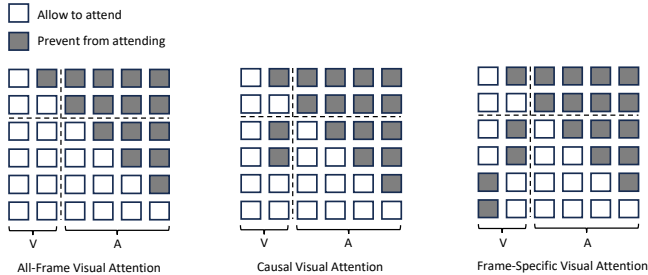 Allow to attend
Prevent from attending
V A V A V A
All-Frame Visual Attention Causal Visual Attention Frame-Specific Visual Attention